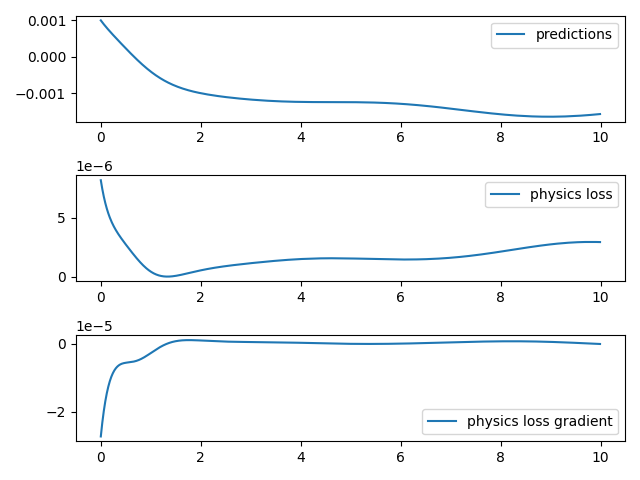 0.001
0.000
−0.001
predictions
0 2 4 6 8 10
1e−6
5
0
physics loss
0 2 4 6 8 10
1e−5
0
−2
physics loss gradient
0 2 4 6 8 10